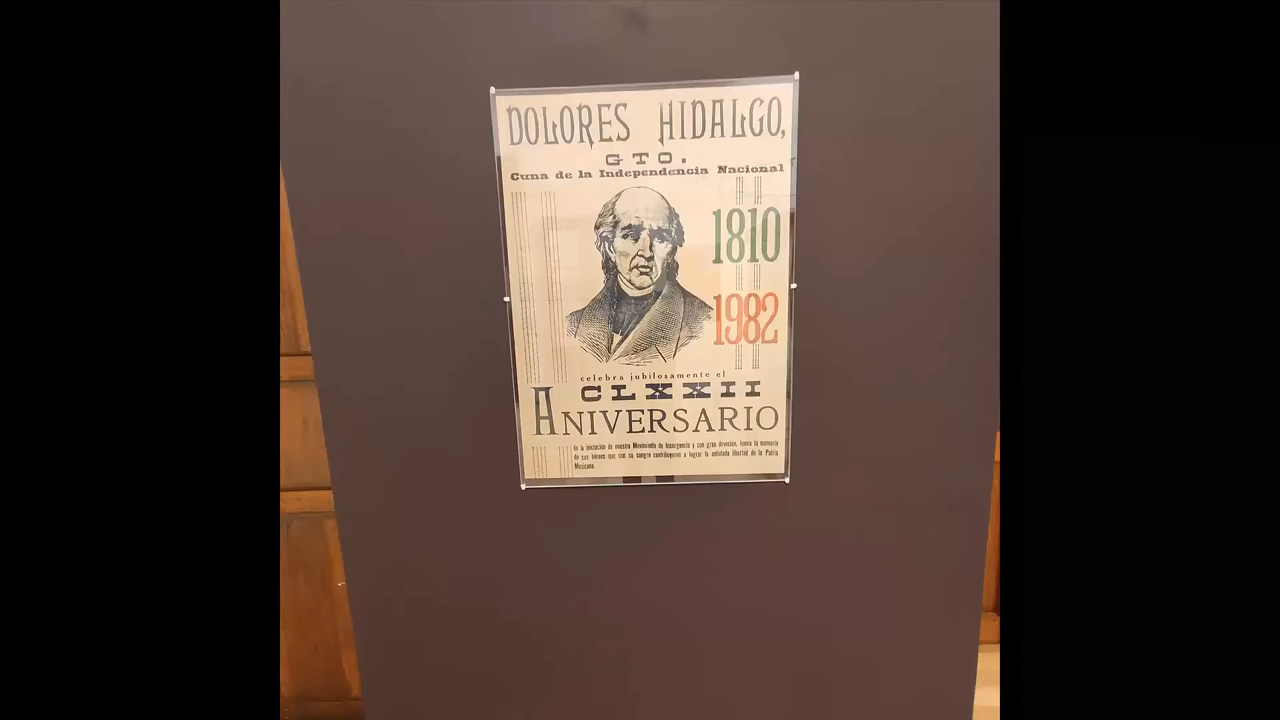 DOLORES HIDALGO,
GTO.
Cuna de la Independencia Nacional
1810
1982
celebra jubilosamente el
CLXXII
ANIVERSARIO
de la iniciación de nuestro Movimiento de Insurgencia y con gran devoción, honra la memoria
de sus héroes que con su sangre contribuyeron a lograr la anhelada libertad de la Patria
Mexicana.